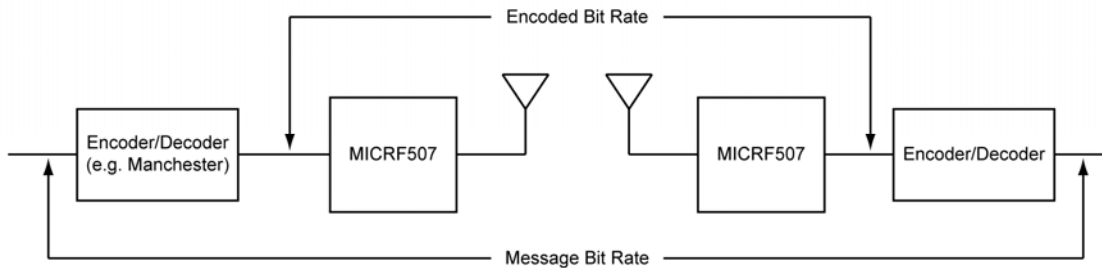 Encoded Bit Rate
Encoder/Decoder
(e.g. Manchester)
MICRF507
MICRF507
Encoder/Decoder
Message Bit Rate